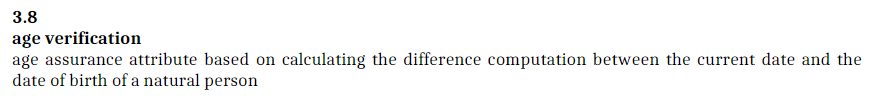 3.8
age verification
age assurance attribute based on calculating the difference computation between the current date and the
date of birth of a natural person